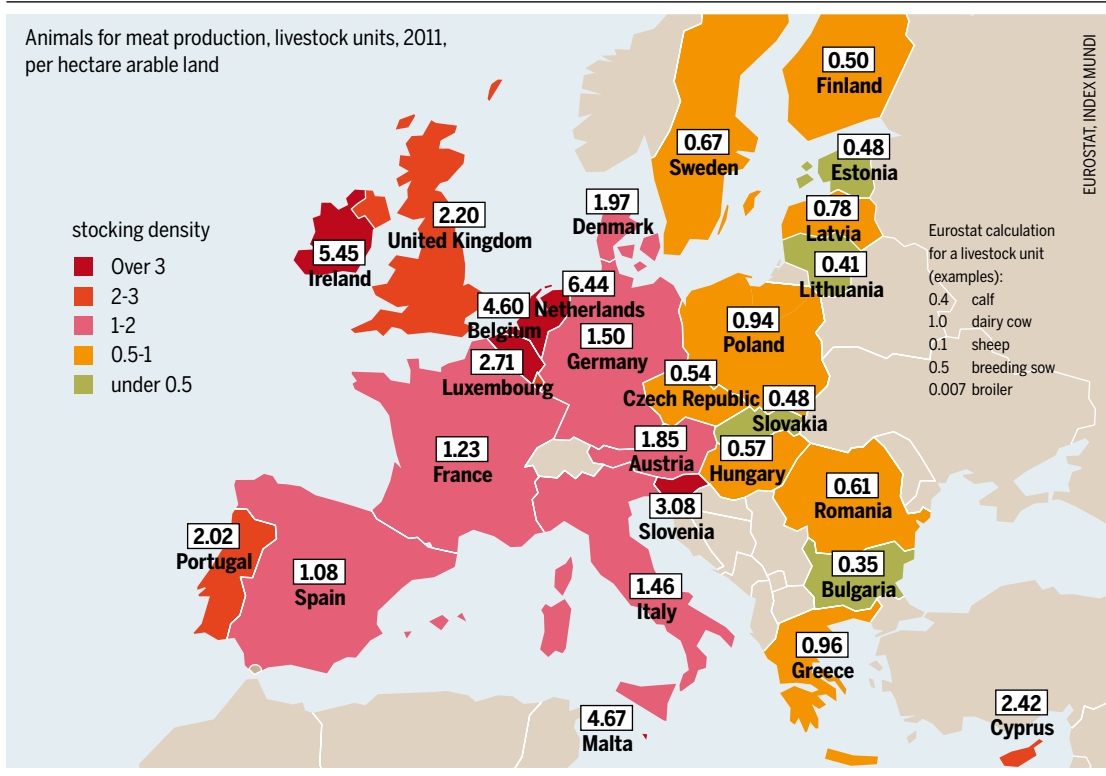 Animals for meat production, livestock units, 2011,
per hectare arable land
EUROSTAT, INDEX MUNDI
stocking density
Over 3
2-3
1-2
0.5-1
under 0.5
0.50
Finland
0.67
Sweden
0.48
Estonia
0.78
Latvia
0.41
Lithuania
1.97
Denmark
2.20
United Kingdom
5.45
Ireland
6.44
Netherlands
4.60
Belgium
2.71
Luxembourg
1.50
Germany
0.94
Poland
0.54
Czech Republic
0.48
Slovakia
1.85
Austria
0.57
Hungary
1.23
France
3.08
Slovenia
0.61
Romania
0.35
Bulgaria
2.02
Portugal
1.08
Spain
1.46
Italy
0.96
Greece
4.67
Malta
2.42
Cyprus
Eurostat calculation
for a livestock unit
(examples):
0.4 calf
1.0 dairy cow
0.1 sheep
0.5 breeding sow
0.007 broiler